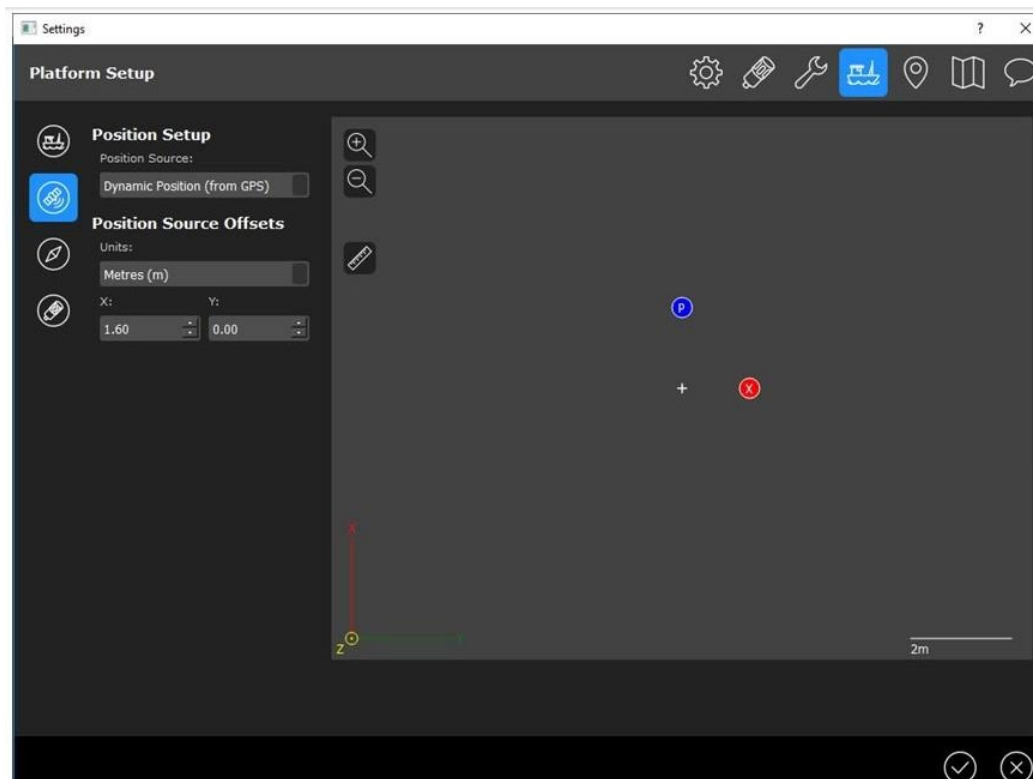 Settings
?
Platform Setup
Position Setup
Position Source:
Dynamic Position (from GPS)
Position Source Offsets
Units:
Metres (m)
X: Y:
1.60 0.00
P
X
X
Y
Z
2m